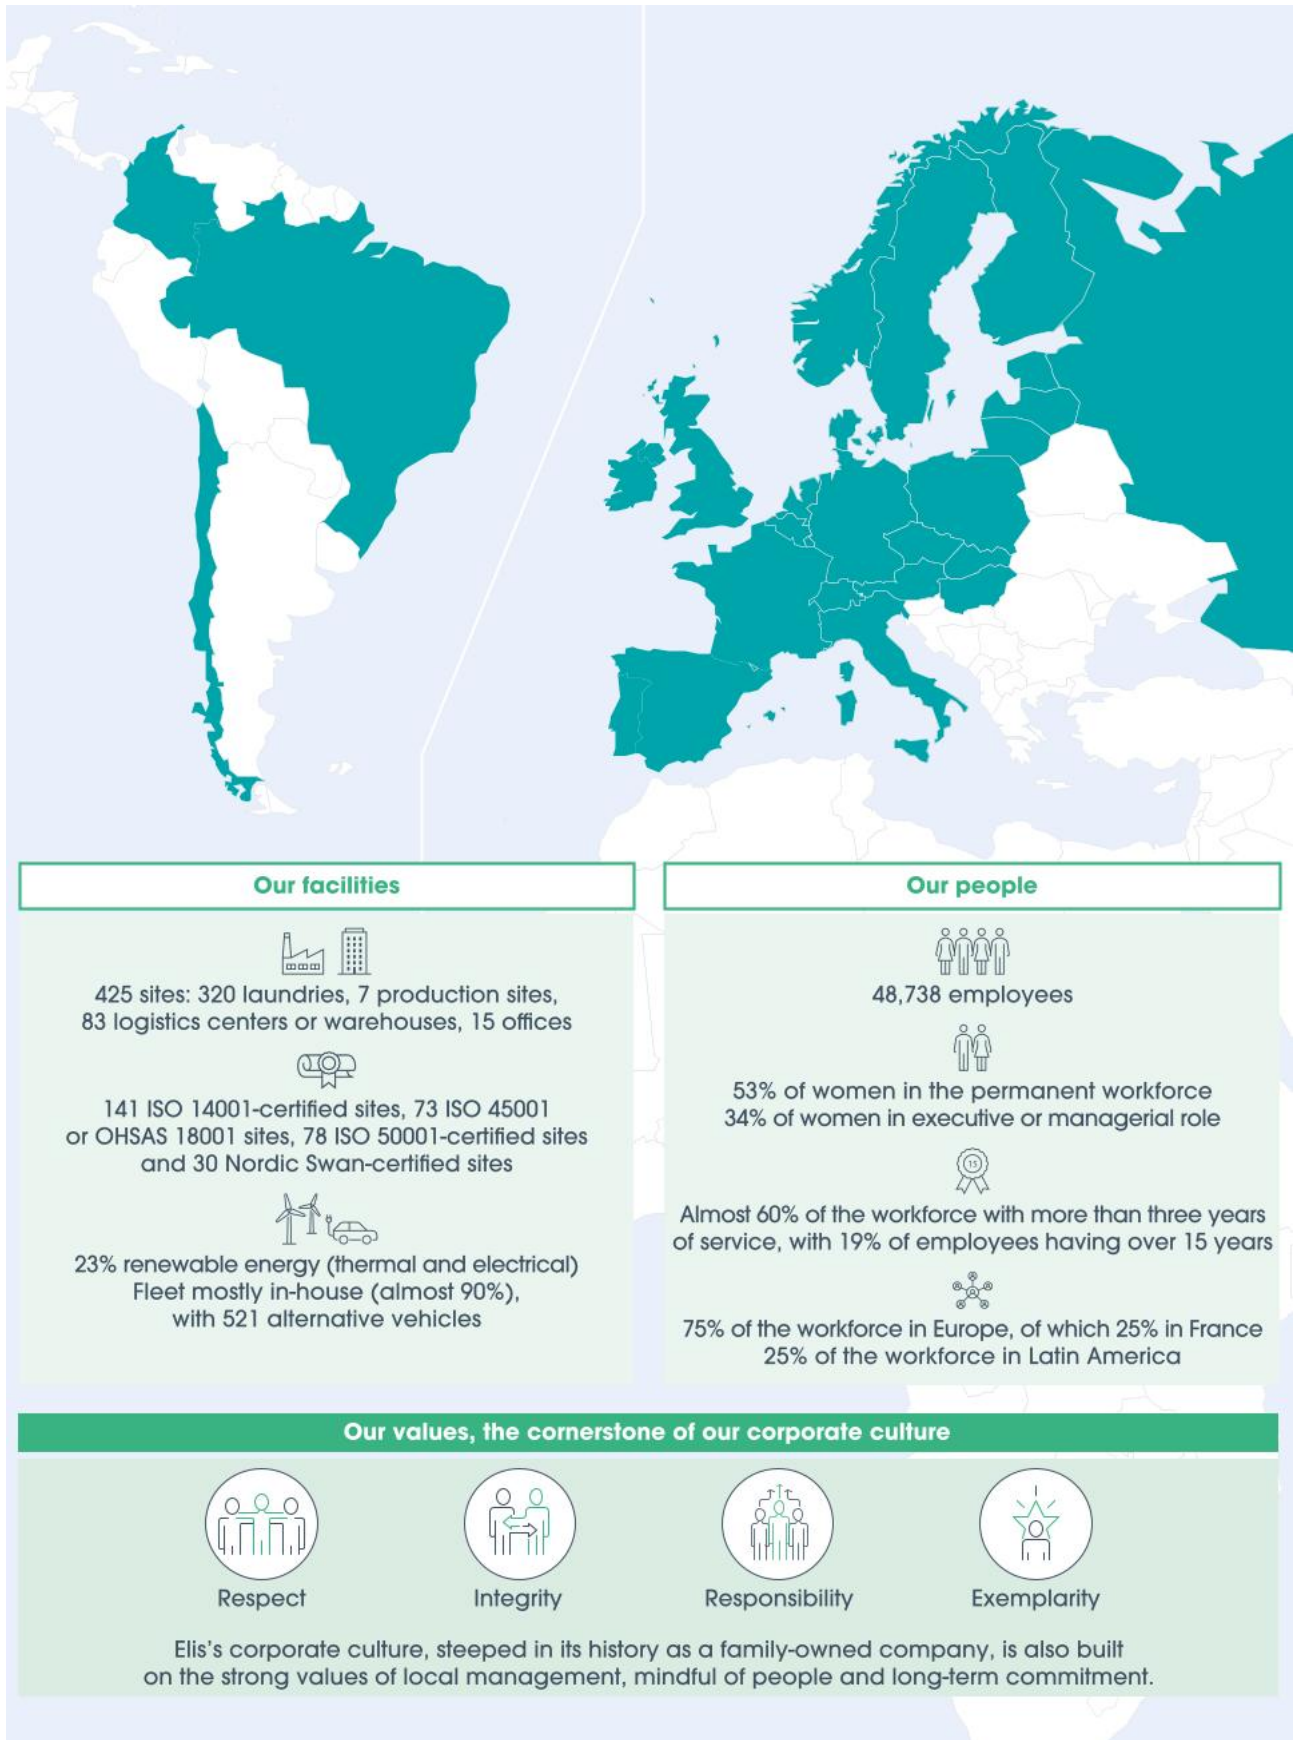 Our facilities
425 sites: 320 laundries, 7 production sites,
83 logistics centers or warehouses, 15 offices
141 ISO 14001-certified sites, 73 ISO 45001
or OHSAS 18001 sites, 78 ISO 50001-certified sites
and 30 Nordic Swan-certified sites
23% renewable energy (thermal and electrical)
Fleet mostly in-house (almost 90%),
with 521 alternative vehicles
Our people
48,738 employees
53% of women in the permanent workforce
34% of women in executive or managerial role
15
Almost 60% of the workforce with more than three years
of service, with 19% of employees having over 15 years
75% of the workforce in Europe, of which 25% in France
25% of the workforce in Latin America
Our values, the cornerstone of our corporate culture
Respect
Integrity
Responsibility
Exemplarity
Elis's corporate culture, steeped in its history as a family-owned company, is also built
on the strong values of local management, mindful of people and long-term commitment.